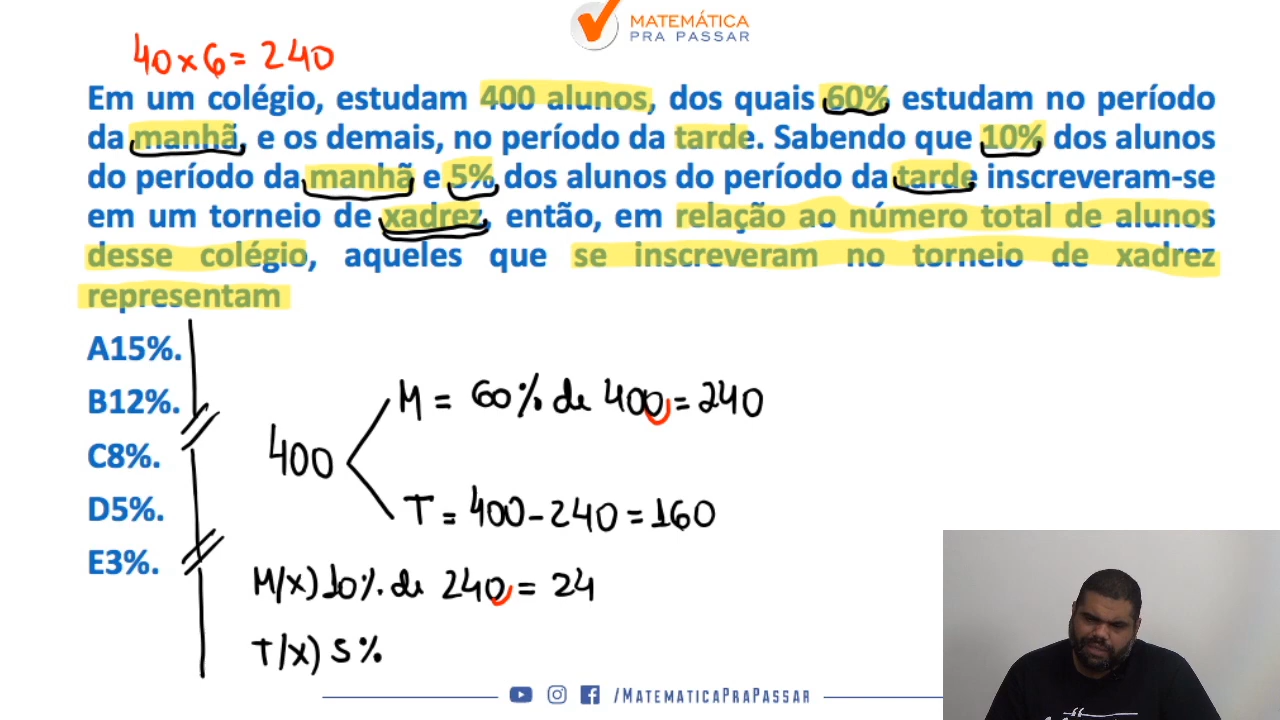 MATEMÁTICA
PRA PASSAR
40 x 6 = 240
Em um colégio, estudam 400 alunos, dos quais 60% estudam no período
da manhã, e os demais, no período da tarde. Sabendo que 10% dos alunos
do período da manhã e 5% dos alunos do período da tarde inscreveram-se
em um torneio de xadrez, então, em relação ao número total de alunos
desse colégio, aqueles que se inscreveram no torneio de xadrez
representam
A15%.
B12%.
C8%.
D5%.
E3%.
M = 60% de 400 = 240
400
T = 400 - 240 = 160
M/X) 10% de 240 = 24
T/X) 5%
/MATEMATICAPRAPASSAR